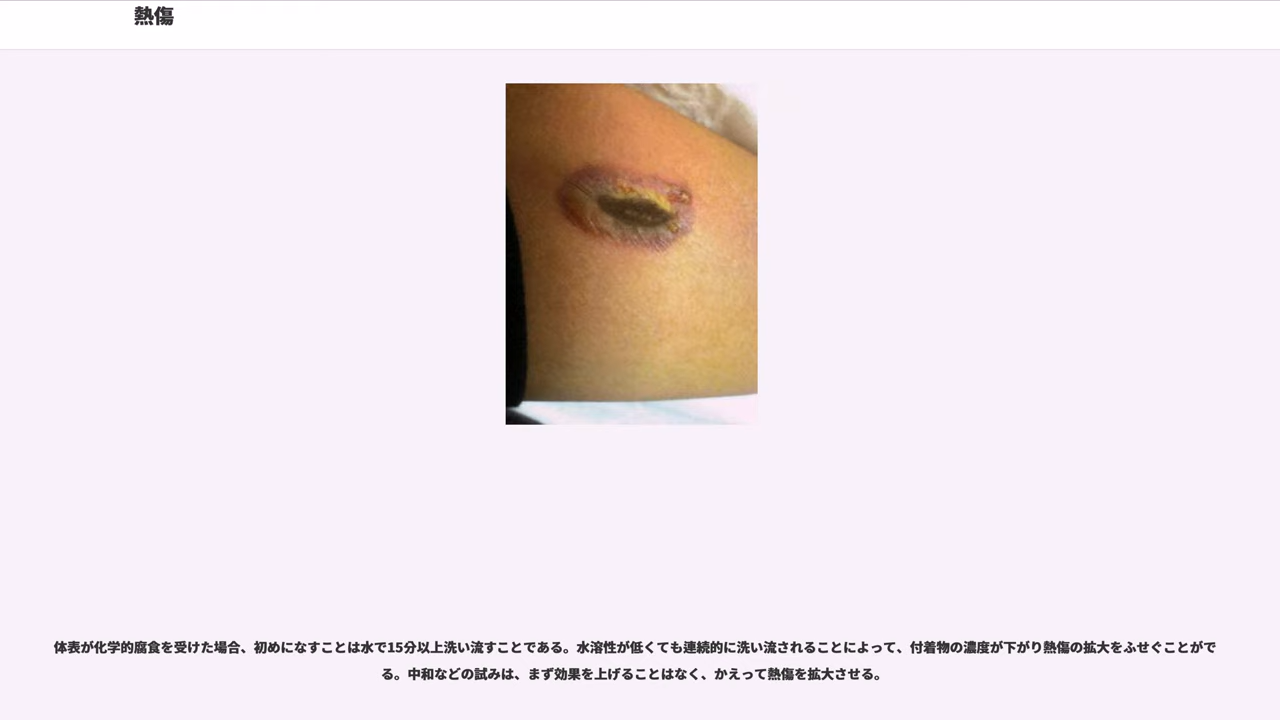 熱傷
体表が化学的腐食を受けた場合、初めになすことは水で15分以上洗い流すことである。水溶性が低くても連続的に洗い流されることによって、付着物の濃度が下がり熱傷の拡大をふせぐことがで
る。中和などの試みは、まず効果を上げることはなく、かえって熱傷を拡大させる。